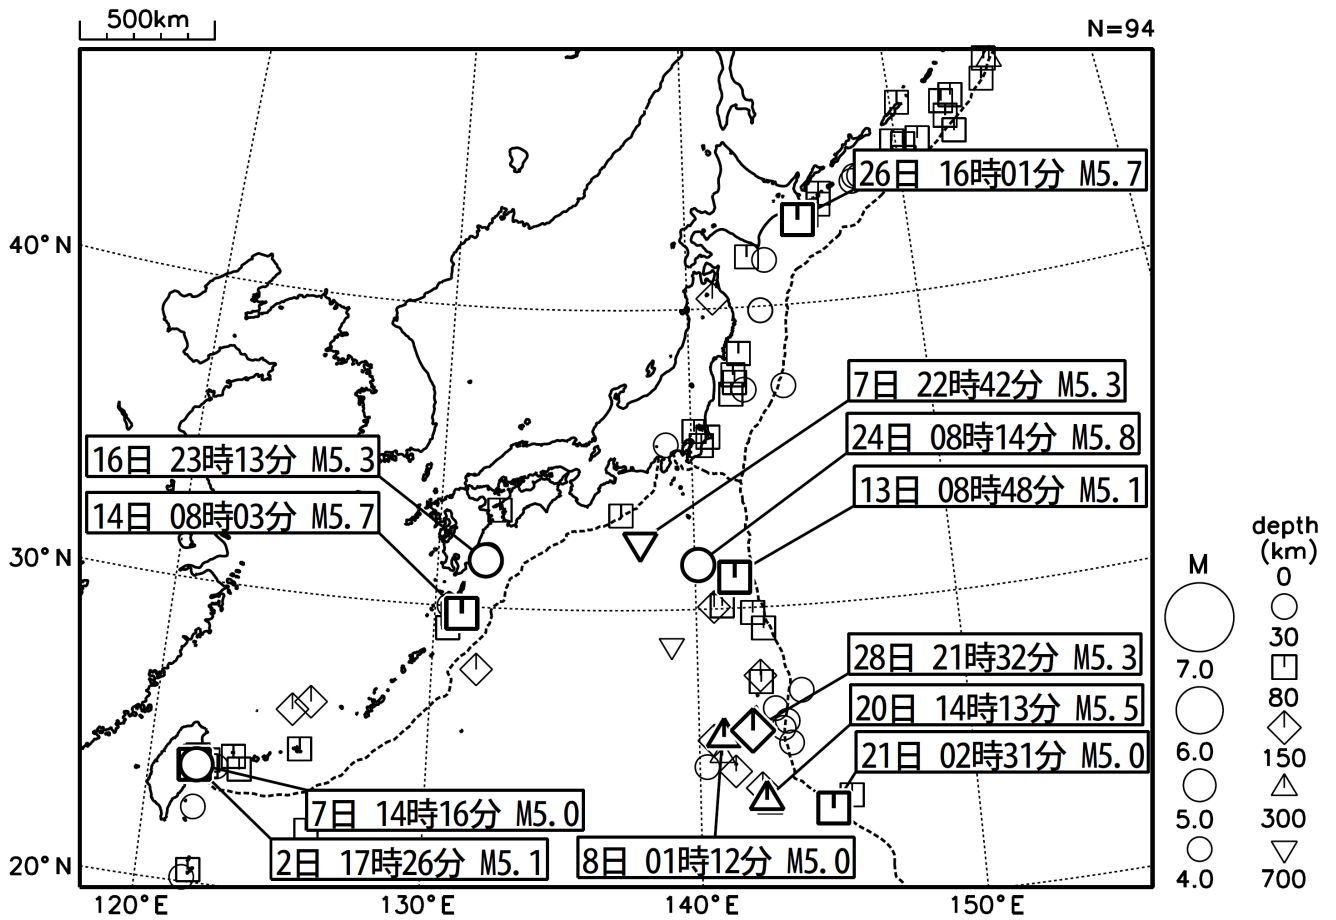 500km
N=94
26日 16時01分 M5.7
40°N
7日 22時42分 M5.3
24日 08時14分 M5.8
16日 23時13分 M5.3
13日 08時48分 M5.1
14日 08時03分 M5.7
30°N
28日 21時32分 M5.3
20日 14時13分 M5.5
21日 02時31分 M5.0
7日 14時16分 M5.0
2日 17時26分 M5.1
8日 01時12分 M5.0
20°N
120°E
130°E
140°E
150°E
M
7.0
6.0
5.0
4.0
depth
(km)
0
30
80
150
300
700